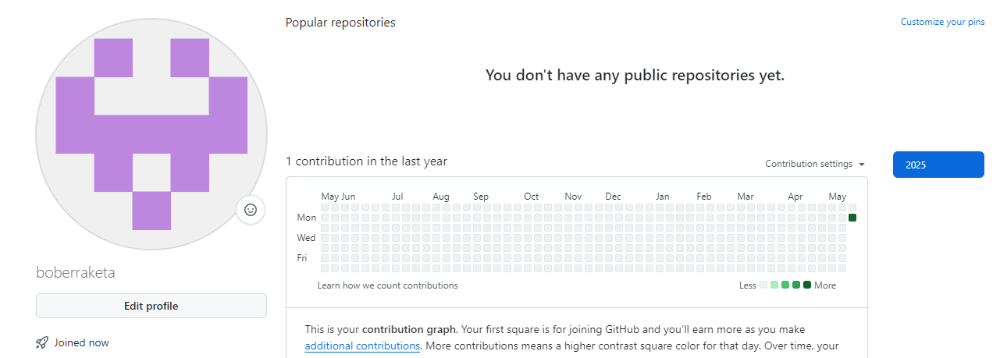 Popular repositories
Customize your pins
You don't have any public repositories yet.
1 contribution in the last year
Contribution settings
2025
May Jun Jul Aug Sep Oct Nov Dec Jan Feb Mar Apr May
Mon
Wed
Fri
Learn how we count contributions
Less More
boberraketa
Edit profile
Joined now
This is your contribution graph. Your first square is for joining GitHub and you’ll earn more as you make
additional contributions. More contributions means a higher contrast square color for that day. Over time, your